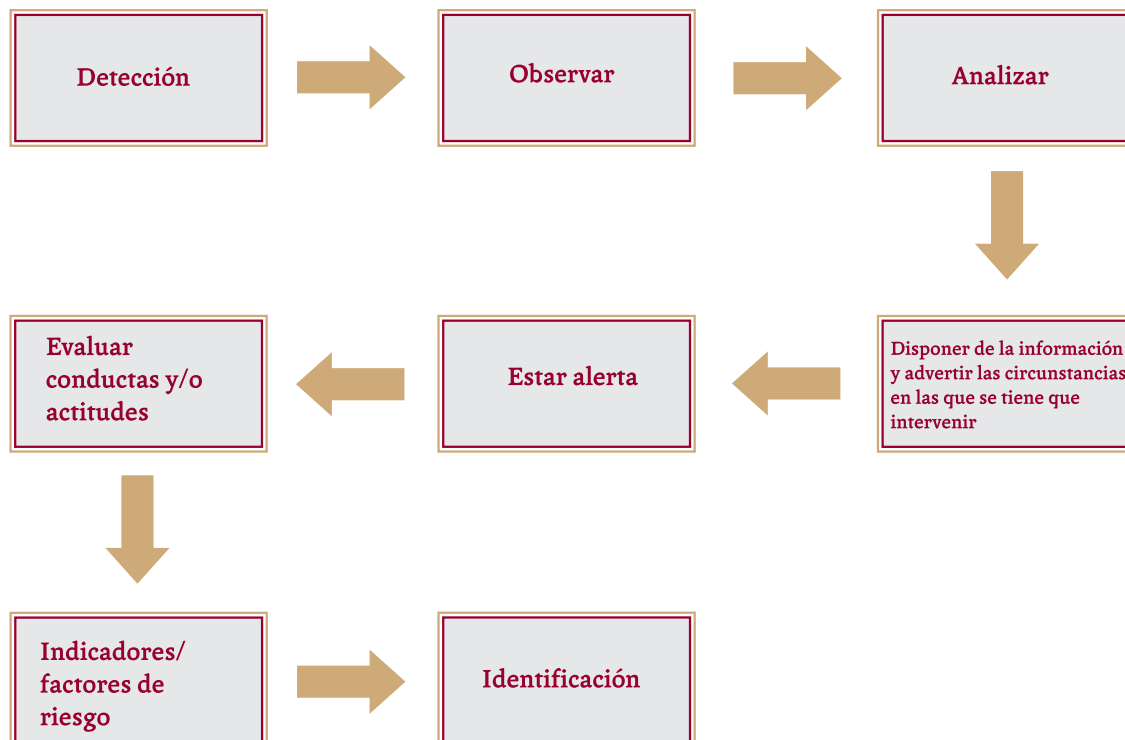 Detección
Observar
Analizar
Disponer de la información
y advertir las circunstancias
en las que se tiene que
intervenir
Estar alerta
Evaluar
conductas y/o
actitudes
Indicadores/
factores de
riesgo
Identificación